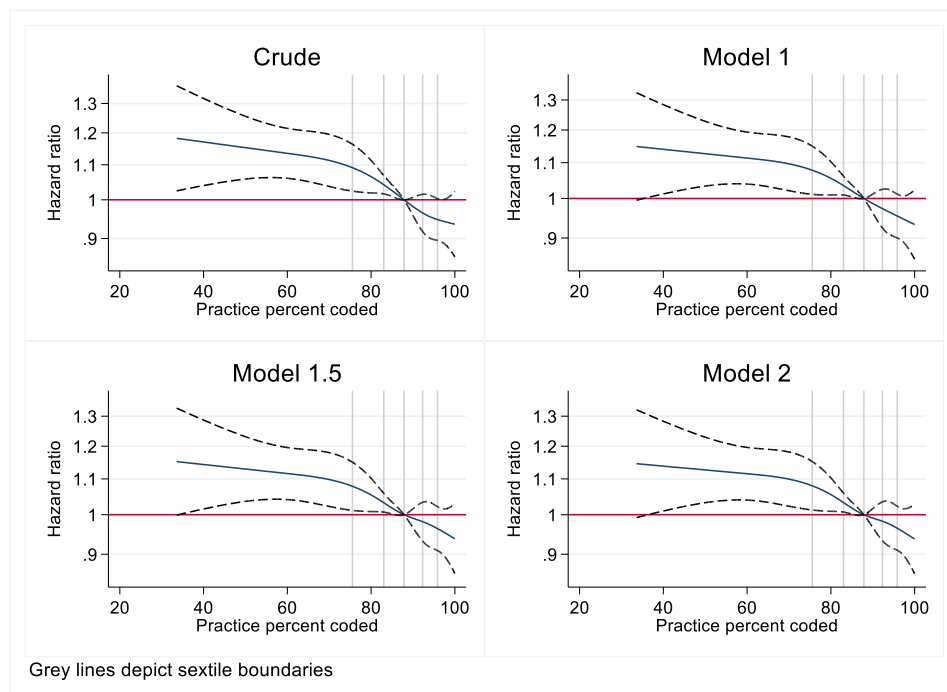 Crude
Hazard ratio
1.3
1.2
1.1
1
.9
20 40 60 80 100
Practice percent coded
Model 1
Hazard ratio
1.3
1.2
1.1
1
.9
20 40 60 80 100
Practice percent coded
Model 1.5
Hazard ratio
1.3
1.2
1.1
1
.9
20 40 60 80 100
Practice percent coded
Model 2
Hazard ratio
1.3
1.2
1.1
1
.9
20 40 60 80 100
Practice percent coded
Grey lines depict sextile boundaries